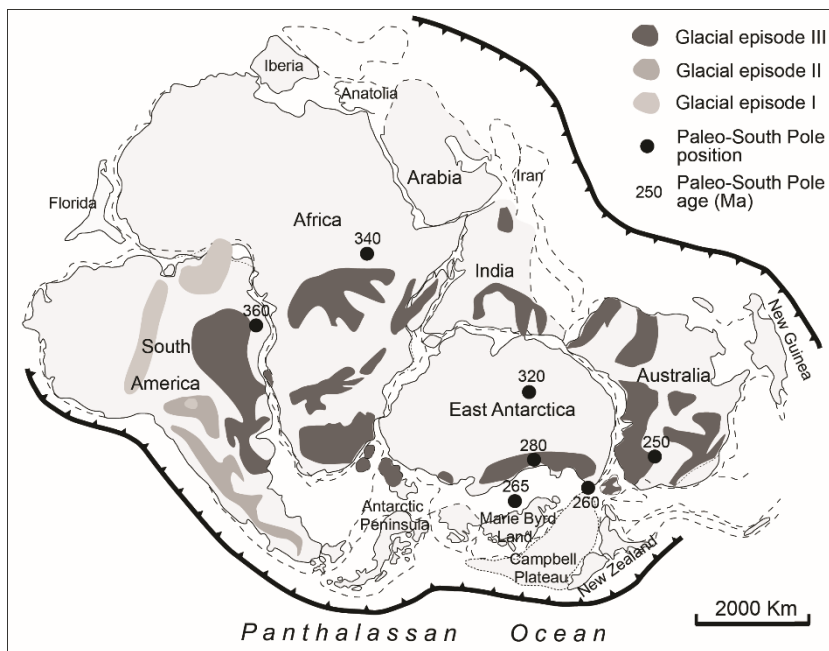 Glacial episode III
Glacial episode II
Glacial episode I
Paleo-South Pole
position
250 Paleo-South Pole
age (Ma)
Iberia
Anatolia
Arabia
Iran
Florida
Africa
340
India
New Guinea
360
South
America
320
East Antarctica
Australia
280
250
265
260
Antarctic
Peninsula
Marie Byrd
Land
Campbell
Plateau
New Zealand
2000 Km
Panthalassan Ocean